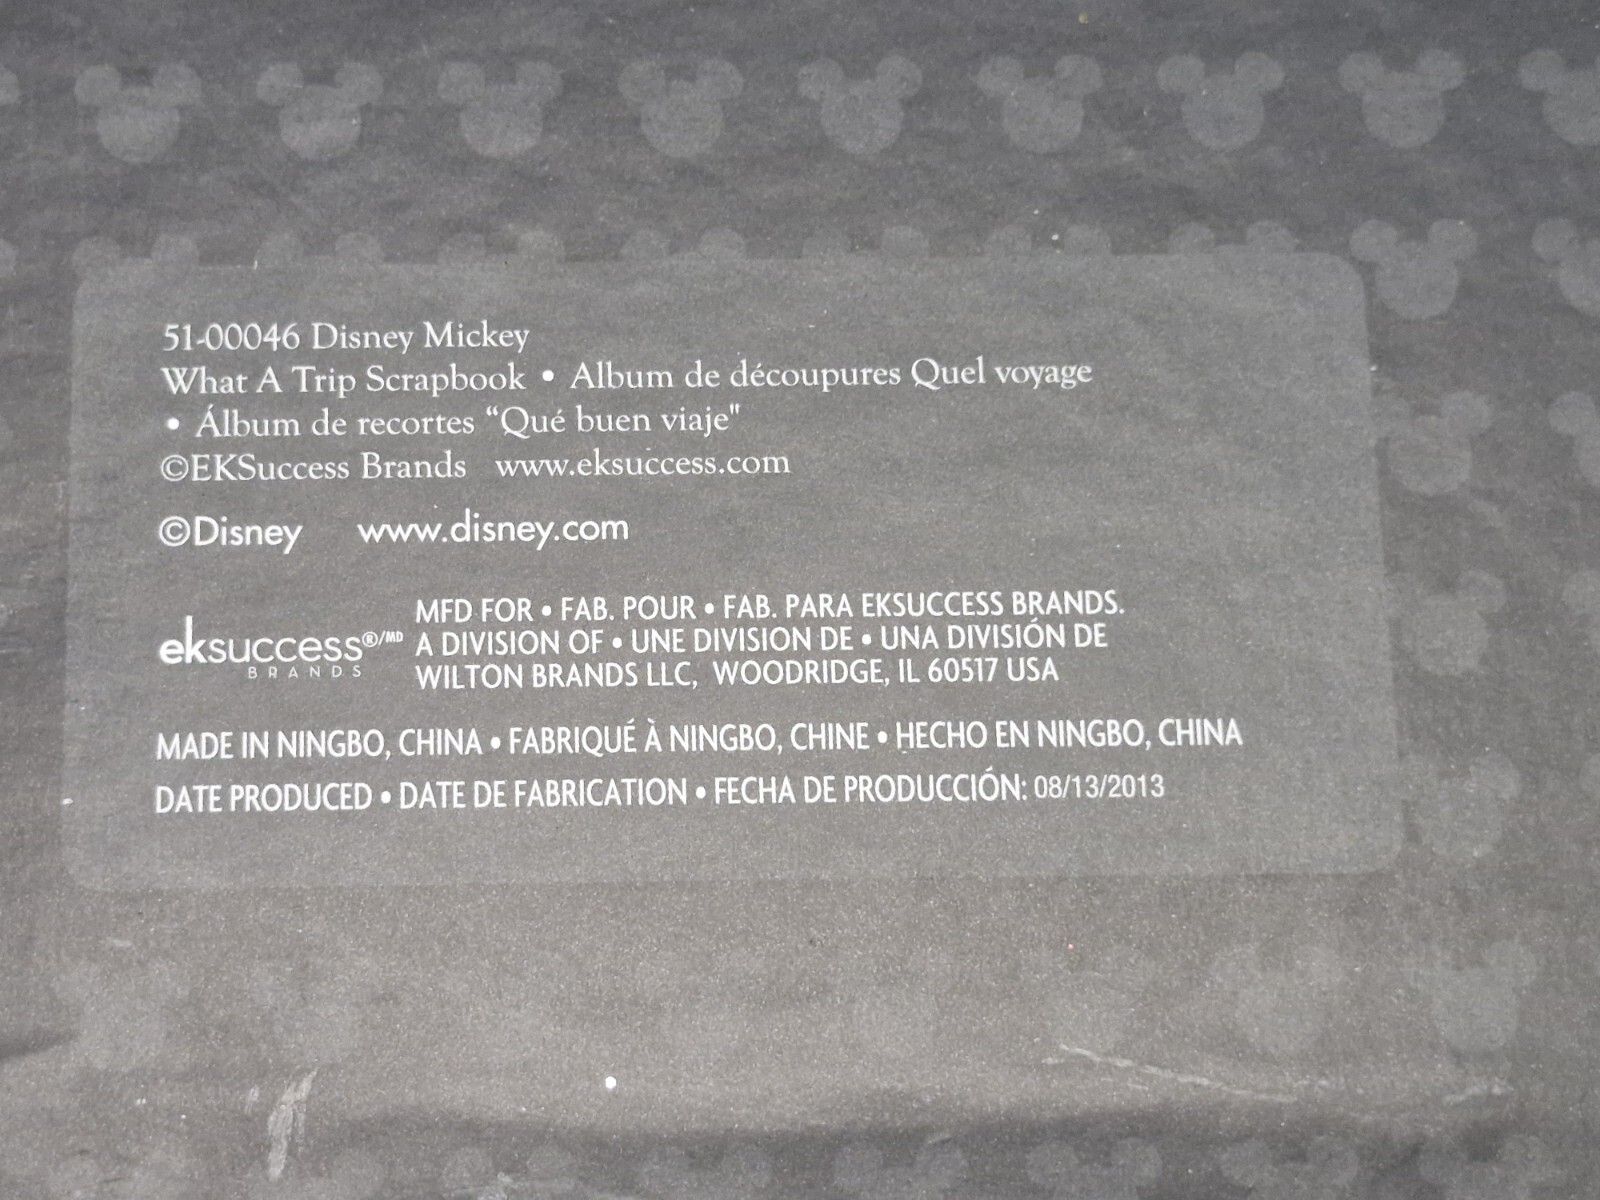 51-00046 Disney Mickey
What A Trip Scrapbook • Album de découpures Quel voyage
• Álbum de recortes “Qué buen viaje"
©EKSuccess Brands www.eksuccess.com
©Disney www.disney.com
eksuccess®/MD
BRANDS
MFD FOR • FAB. POUR • FAB. PARA EKSUCCESS BRANDS.
A DIVISION OF • UNE DIVISION DE • UNA DIVISIÓN DE
WILTON BRANDS LLC, WOODRIDGE, IL 60517 USA
MADE IN NINGBO, CHINA • FABRIQUÉ À NINGBO, CHINE • HECHO EN NINGBO, CHINA
DATE PRODUCED • DATE DE FABRICATION • FECHA DE PRODUCCIÓN: 08/13/2013